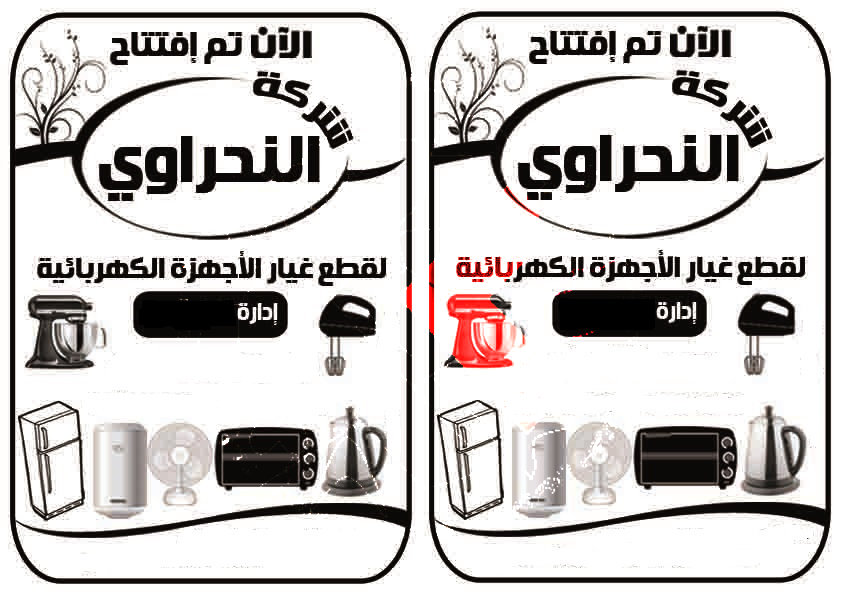 الآن تم إفتتاح
شركة
النحراوي
لقطع غيار الأجهزة الكهربائية
إدارة
الآن تم إفتتاح
شركة
النحراوي
لقطع غيار الأجهزة الكهربائية
إدارة